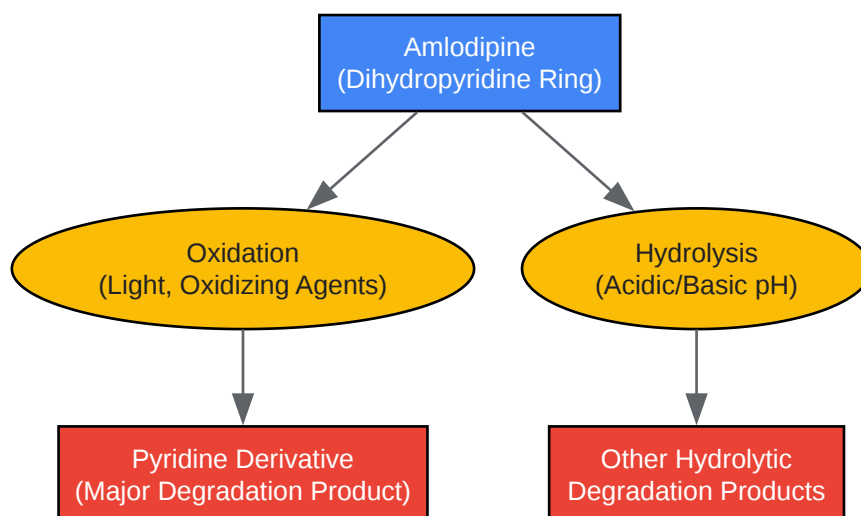 Amlodipine
(Dihydropyridine Ring)
Oxidation
(Light, Oxidizing Agents)
Hydrolysis
(Acidic/Basic pH)
Pyridine Derivative
(Major Degradation Product)
Other Hydrolytic
Degradation Products